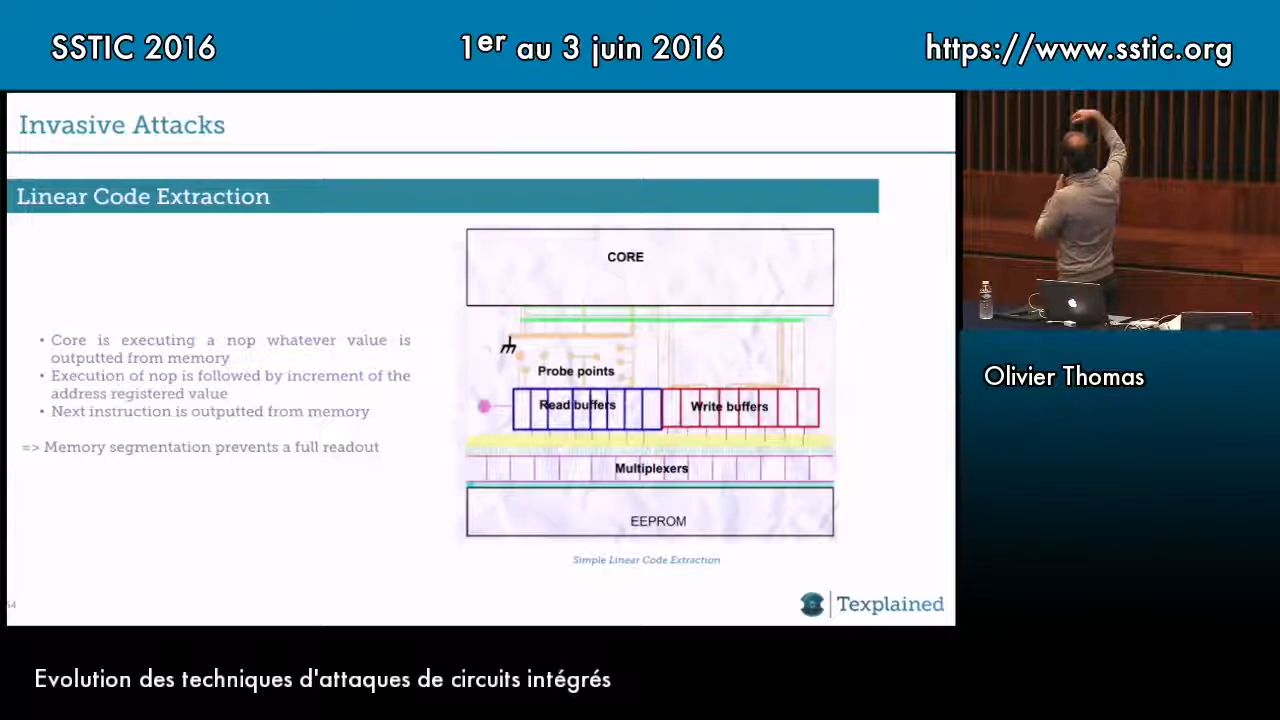 SSTIC 2016
1er au 3 juin 2016
https://www.sstic.org
Invasive Attacks
Linear Code Extraction
• Core is executing a nop whatever value is
outputted from memory
• Execution of nop is followed by increment of the
address registered value
• Next instruction is outputted from memory
=> Memory segmentation prevents a full readout
CORE
Probe points
Read buffers
Write buffers
Multiplexers
EEPROM
Simple Linear Code Extraction
Texplained
Olivier Thomas
Evolution des techniques d'attaques de circuits intégrés